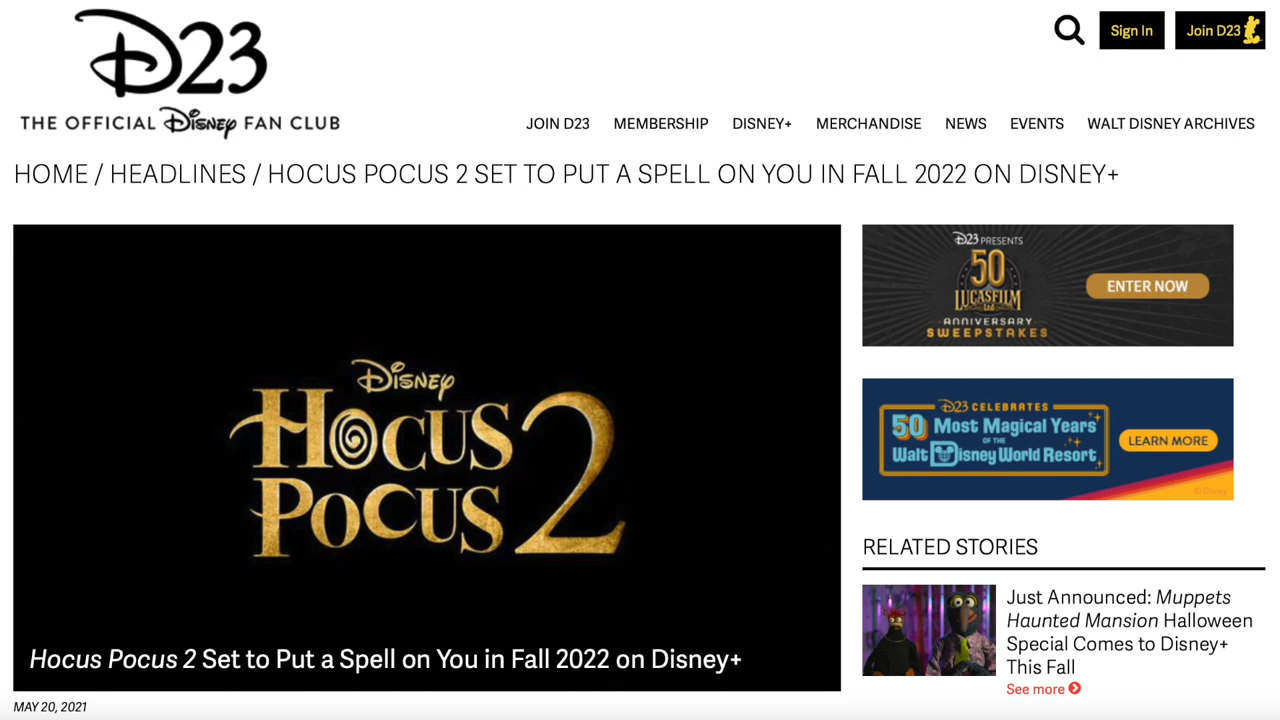 D23
THE OFFICIAL Disney FAN CLUB
Sign In
Join D23
JOIN D23
MEMBERSHIP
DISNEY+
MERCHANDISE
NEWS
EVENTS
WALT DISNEY ARCHIVES
HOME / HEADLINES / HOCUS POCUS 2 SET TO PUT A SPELL ON YOU IN FALL 2022 ON DISNEY+
DISNEY
HOCUS
POCUS 2
Hocus Pocus 2 Set to Put a Spell on You in Fall 2022 on Disney+
MAY 20, 2021
D23 PRESENTS
50
LUCASFILM
Ltd
ANNIVERSARY
SWEEPSTAKES
ENTER NOW
D23 CELEBRATES
50 Most Magical Years
OF THE
Walt Disney World Resort
LEARN MORE
© Disney
RELATED STORIES
Just Announced: Muppets
Haunted Mansion Halloween
Special Comes to Disney+
This Fall
See more